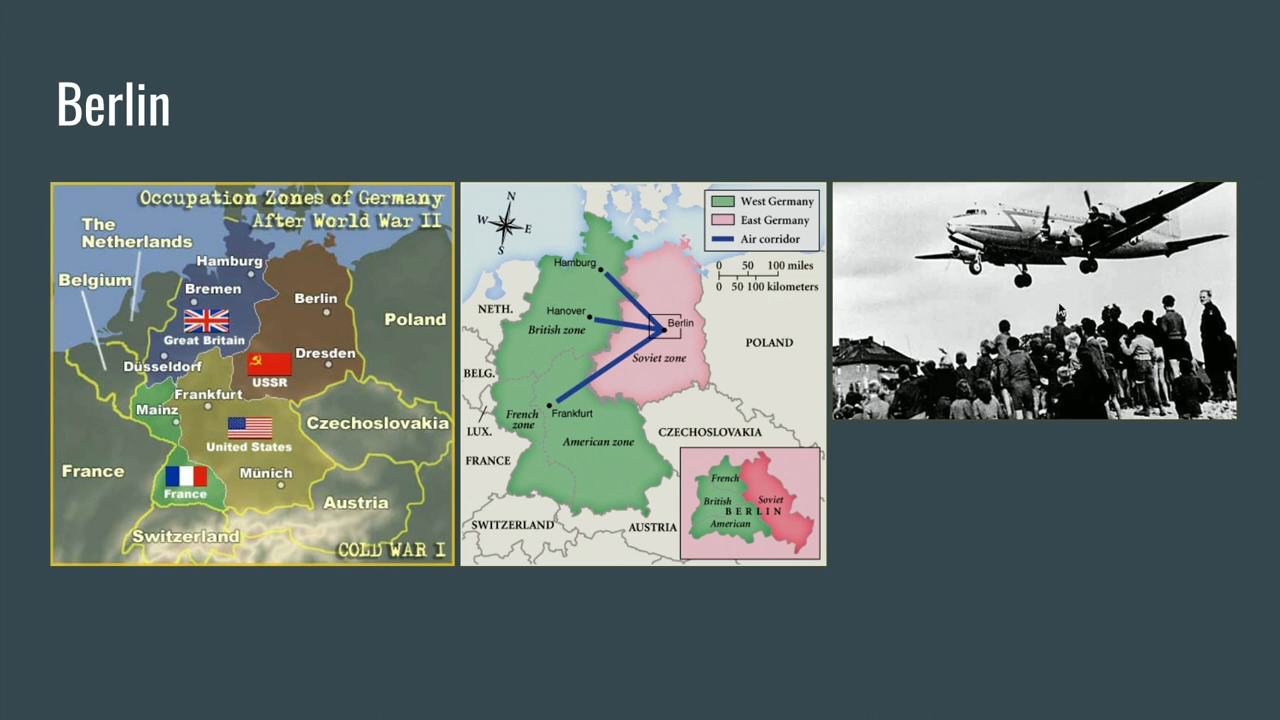 Berlin
Occupation Zones of Germany
After World War II
The
Netherlands
Belgium
Hamburg
Bremen
Great Britain
Berlin
Poland
Düsseldorf
Dresden
USSR
Frankfurt
Mainz
United States
Czechoslovakia
France
Münich
France
Austria
Switzerland
COLD WAR I
N
W
E
S
West Germany
East Germany
Air corridor
0 50 100 miles
0 50 100 kilometers
Hamburg
NETH.
Hanover
British zone
Berlin
Soviet zone
POLAND
BELG.
French
zone
Frankfurt
LUX.
American zone
CZECHOSLOVAKIA
FRANCE
SWITZERLAND
AUSTRIA
French
British
Soviet
BERLIN
American